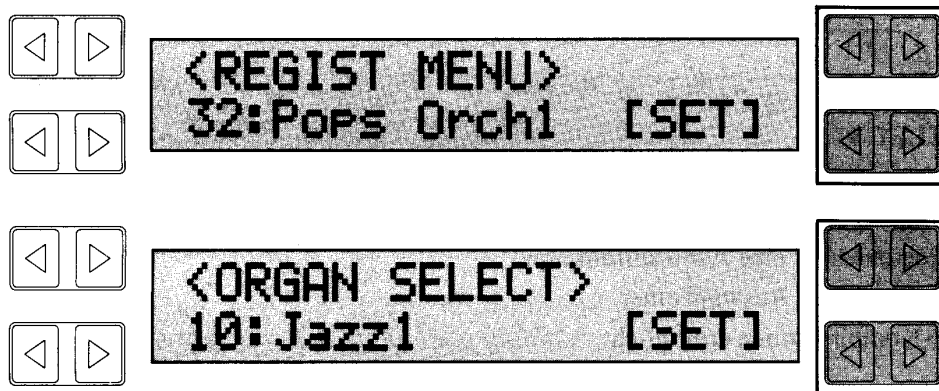 <REGIST MENU>
32:Pops Orch1 [SET]
<ORGAN SELECT>
10:Jazz1 [SET]